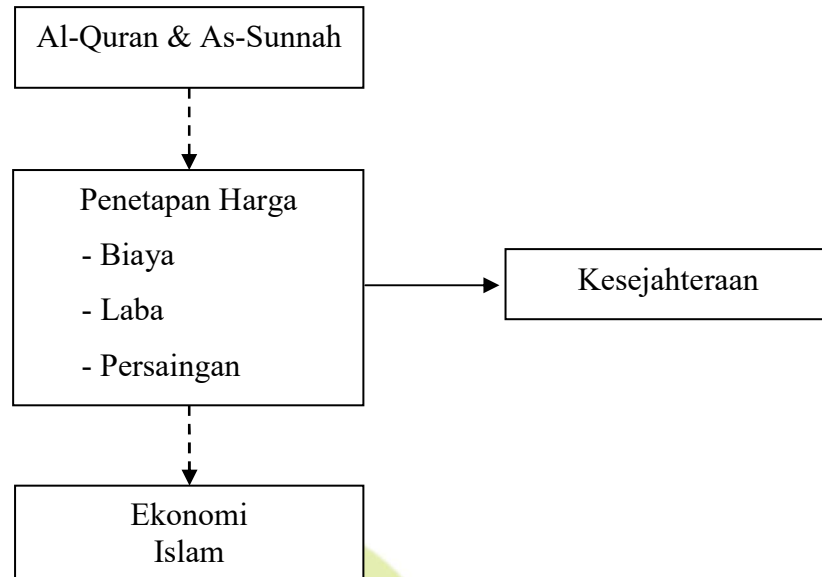 Al-Quran & As-Sunnah
Penetapan Harga
- Biaya
- Laba
- Persaingan
Kesejahteraan
Ekonomi
Islam